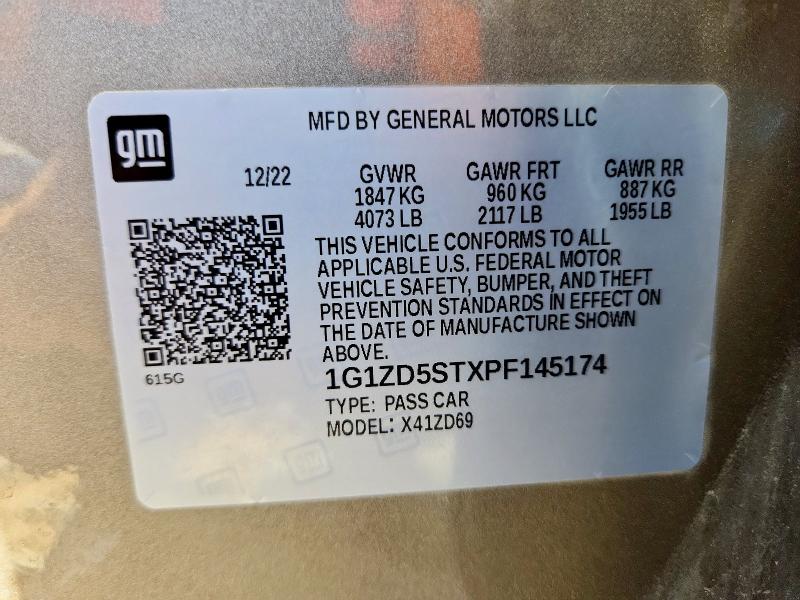 gm
MFD BY GENERAL MOTORS LLC
12/22 GVWR GAWR FRT GAWR RR
1847 KG 960 KG 887 KG
4073 LB 2117 LB 1955 LB
THIS VEHICLE CONFORMS TO ALL
APPLICABLE U.S. FEDERAL MOTOR
VEHICLE SAFETY, BUMPER, AND THEFT
PREVENTION STANDARDS IN EFFECT ON
THE DATE OF MANUFACTURE SHOWN
ABOVE.
615G
1G1ZD5STXPF145174
TYPE: PASS CAR
MODEL: X41ZD69